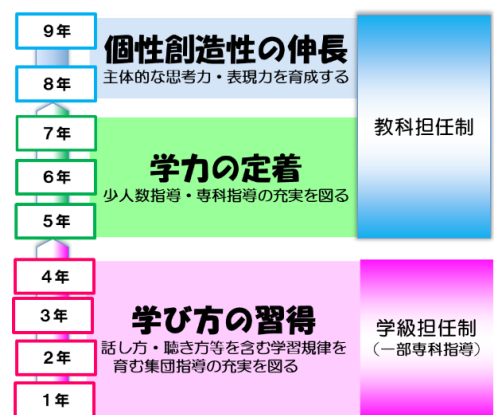 9年
個性創造性の伸長
8年
主体的な思考力・表現力を育成する
教科担任制
7年
学力の定着
6年
少人数指導・専科指導の充実を図る
5年
4年
3年
学び方の習得
学級担任制
(一部専科指導)
話し方・聴き方等を含む学習規律を
2年
育む集団指導の充実を図る
1年